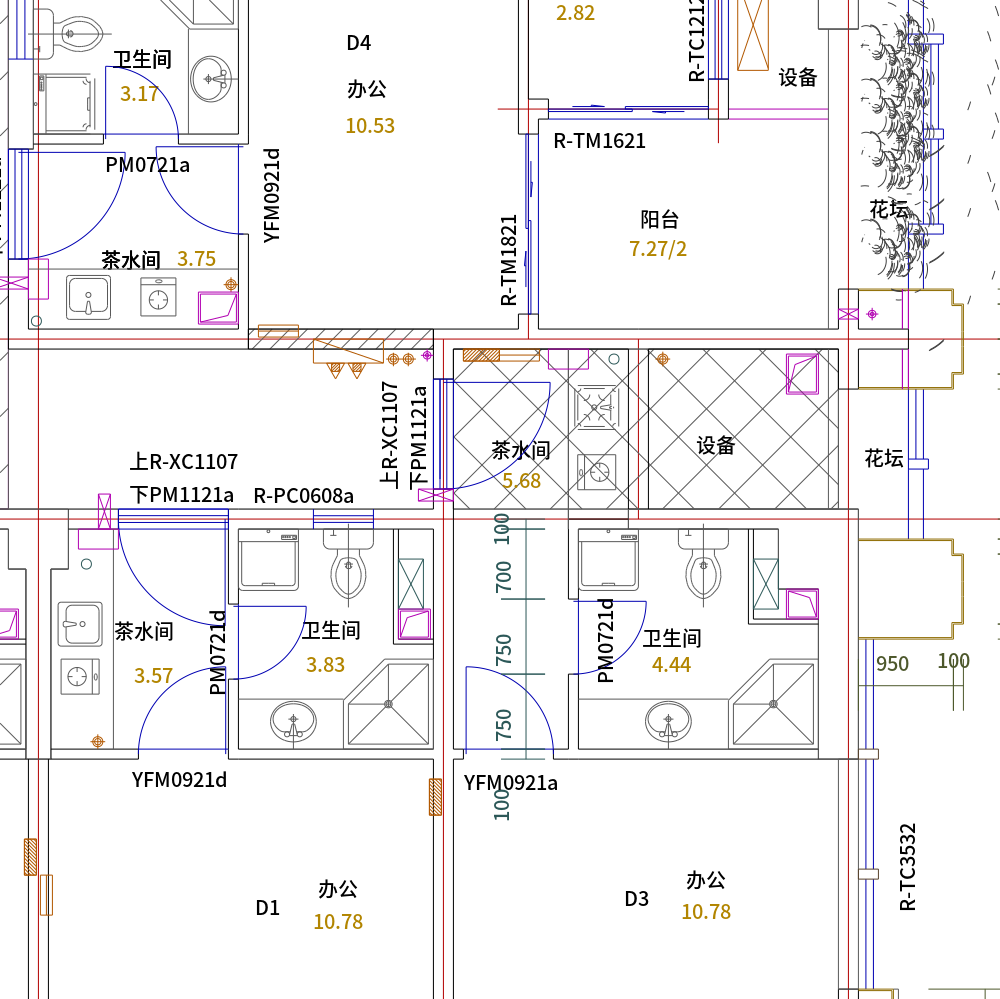 2.82
D4
R-TC1212
卫生间
3.17
办公
设备
10.53
R-TM1621
PM0721a
YFM0921d
花坛
阳台
7.27/2
R-TM1821
茶水间
3.75
上R-XC1107
下PM1121a
设备
茶水间
5.68
花坛
上R-XC1107
下PM1121a
R-PC0608a
100
700
750
750
100
茶水间
3.57
PM0721d
卫生间
3.83
PM0721d
卫生间
4.44
950
100
YFM0921d
YFM0921a
R-TC3532
D1
办公
10.78
D3
办公
10.78